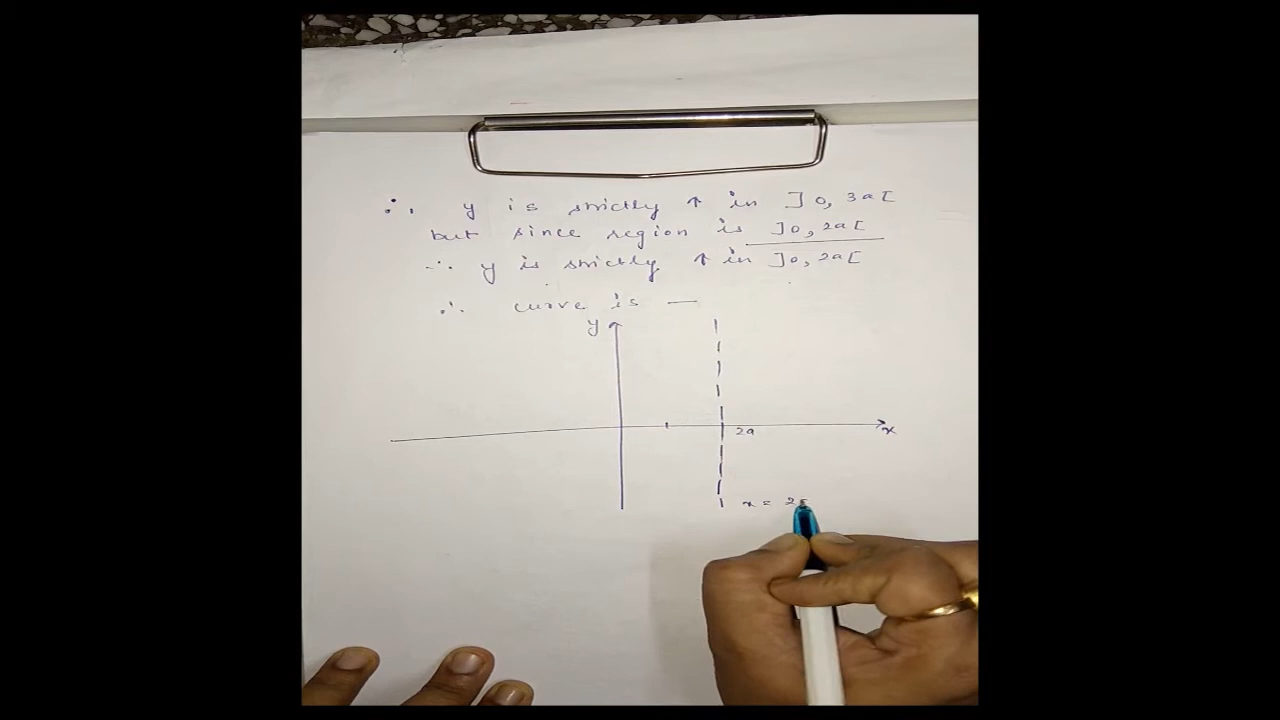 ∴ y is strictly ↑ in ]0, 3a[
but since region is ]0, 2a[
∴ y is strictly ↑ in ]0, 2a[
∴ curve is —
y
2a
x
x = 2